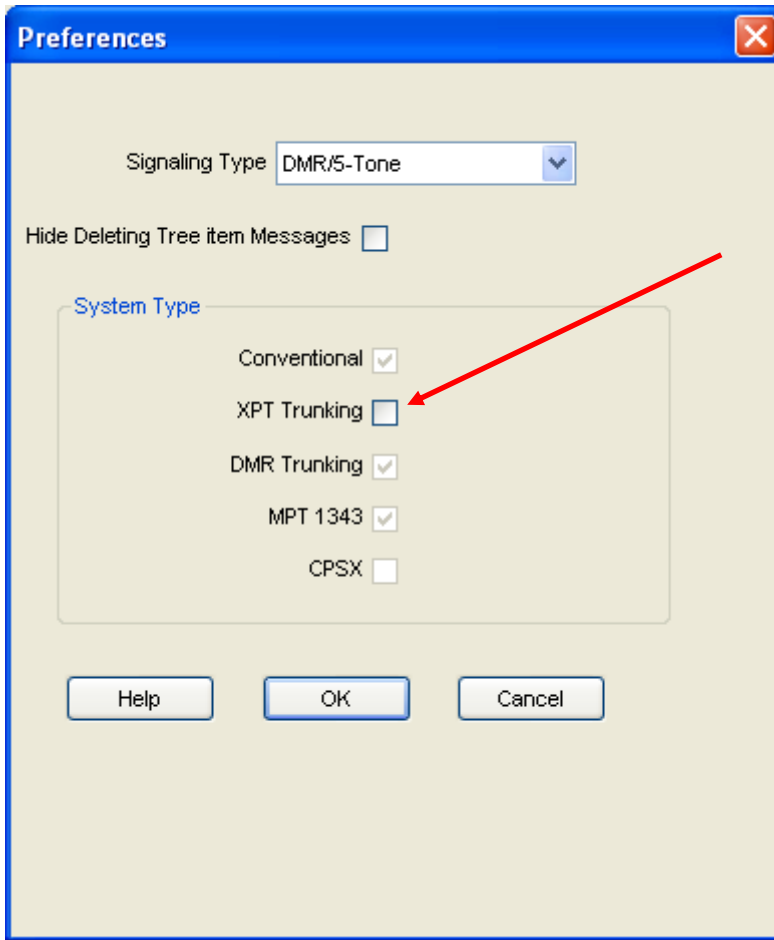 Preferences
Signaling Type DMR/5-Tone
Hide Deleting Tree item Messages
System Type
Conventional
XPT Trunking
DMR Trunking
MPT 1343
CPSX
Help OK Cancel